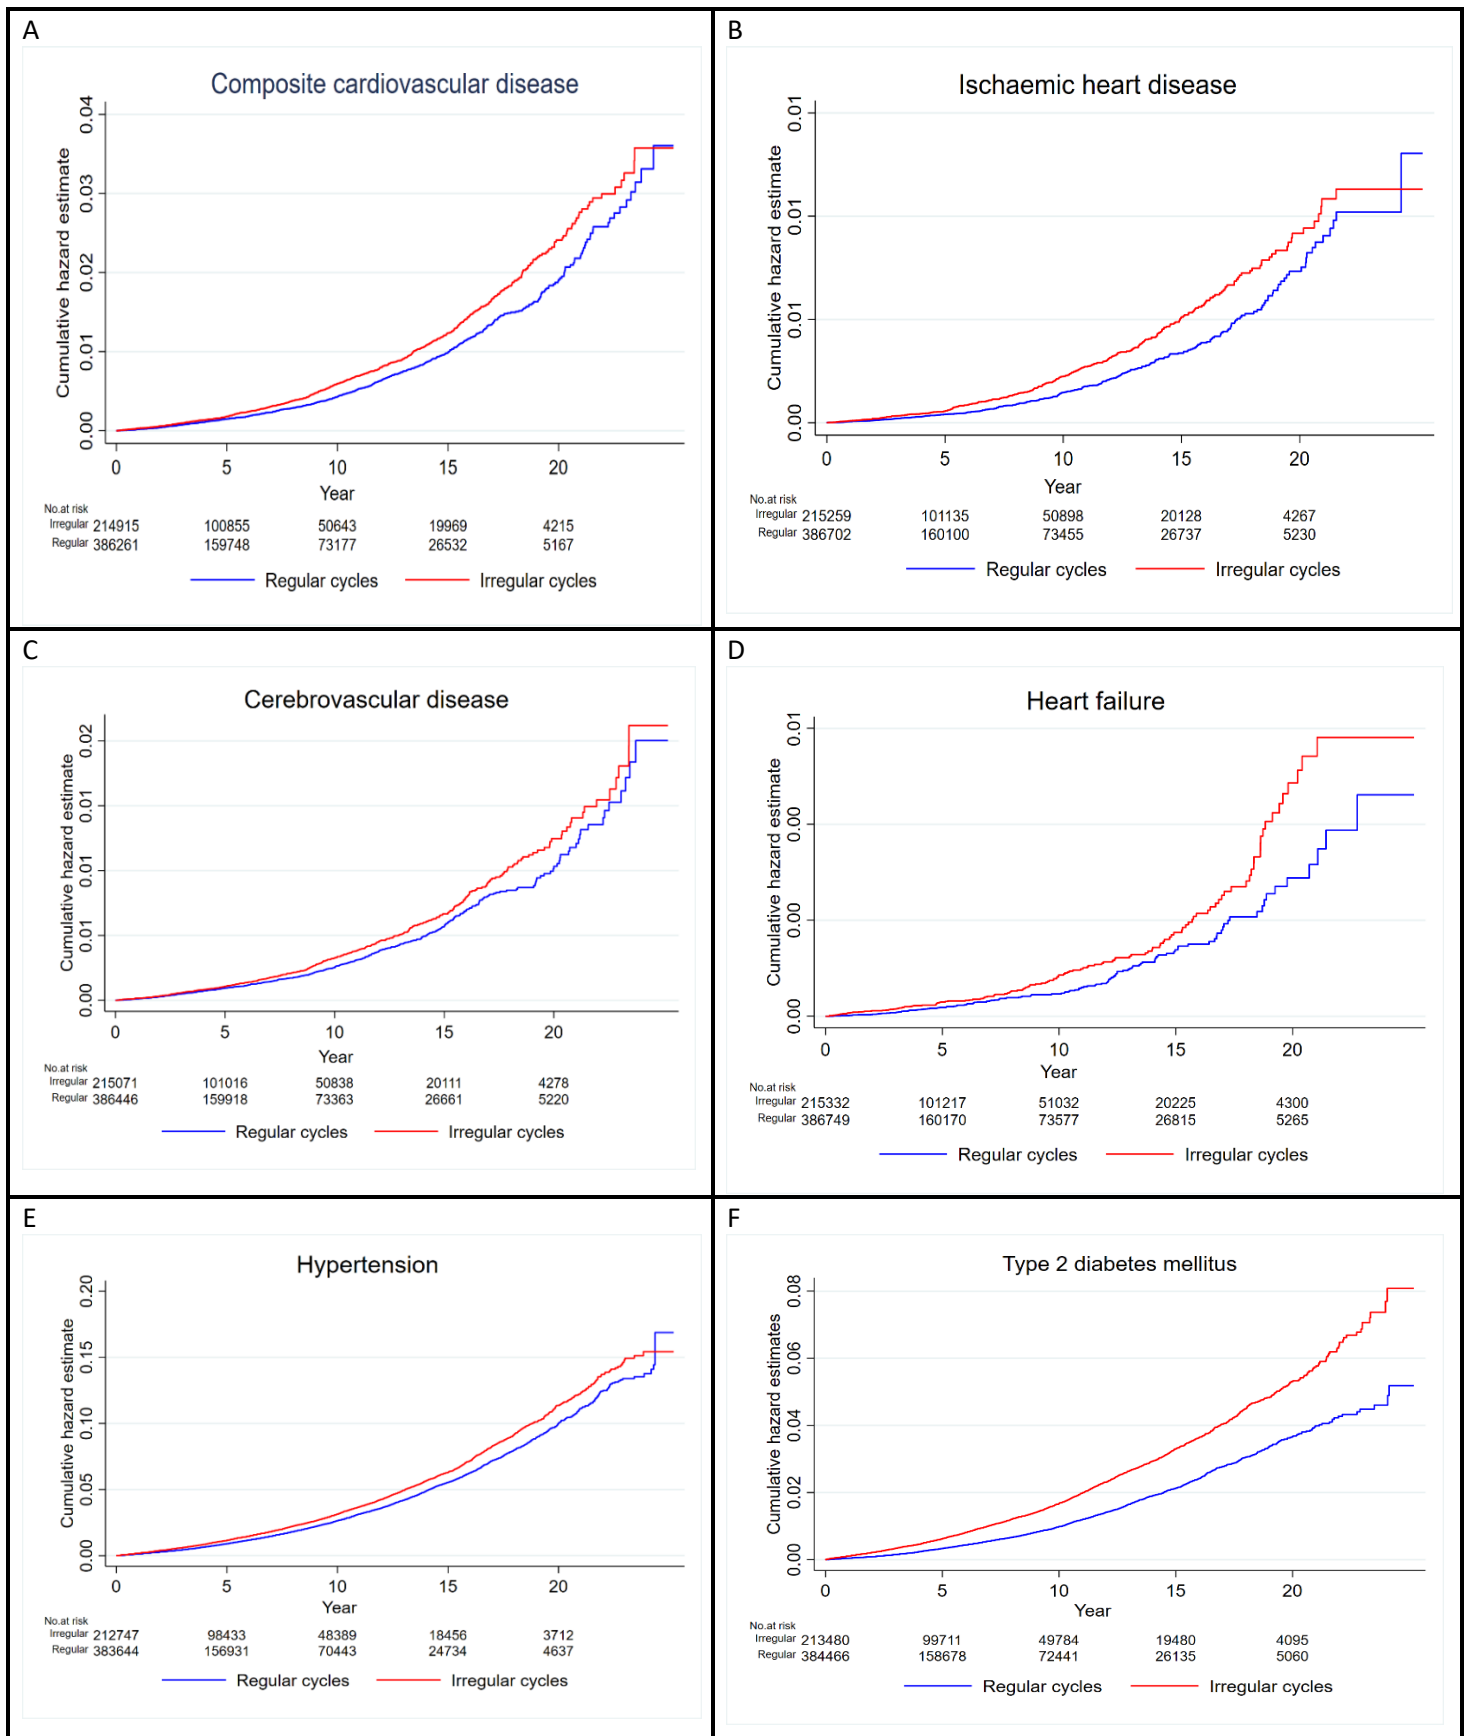 A
Composite cardiovascular disease
Cumulative hazard estimate
0.04
0.03
0.02
0.01
0.00
0 5 10 15 20
Year
No.at risk
Irregular 214915 100855 50643 19969 4215
Regular 386261 159748 73177 26532 5167
Regular cycles Irregular cycles
B
Ischaemic heart disease
Cumulative hazard estimate
0.01
0.01
0.01
0.00
0 5 10 15 20
Year
No.at risk
Irregular 215259 101135 50898 20128 4267
Regular 386702 160100 73455 26737 5230
Regular cycles Irregular cycles
C
Cerebrovascular disease
Cumulative hazard estimate
0.02
0.01
0.01
0.01
0.00
0 5 10 15 20
Year
No.at risk
Irregular 215071 101016 50838 20111 4278
Regular 386446 159918 73363 26661 5220
Regular cycles Irregular cycles
D
Heart failure
Cumulative hazard estimate
0.01
0.00
0.00
0.00
0 5 10 15 20
Year
No.at risk
Irregular 215332 101217 51032 20225 4300
Regular 386749 160170 73577 26815 5265
Regular cycles Irregular cycles
E
Hypertension
Cumulative hazard estimate
0.20
0.15
0.10
0.05
0.00
0 5 10 15 20
Year
No.at risk
Irregular 212747 98433 48389 18456 3712
Regular 383644 156931 70443 24734 4637
Regular cycles Irregular cycles
F
Type 2 diabetes mellitus
Cumulative hazard estimates
0.08
0.06
0.04
0.02
0.00
0 5 10 15 20
Year
No.at risk
Irregular 213480 99711 49784 19480 4095
Regular 384466 158678 72441 26135 5060
Regular cycles Irregular cycles